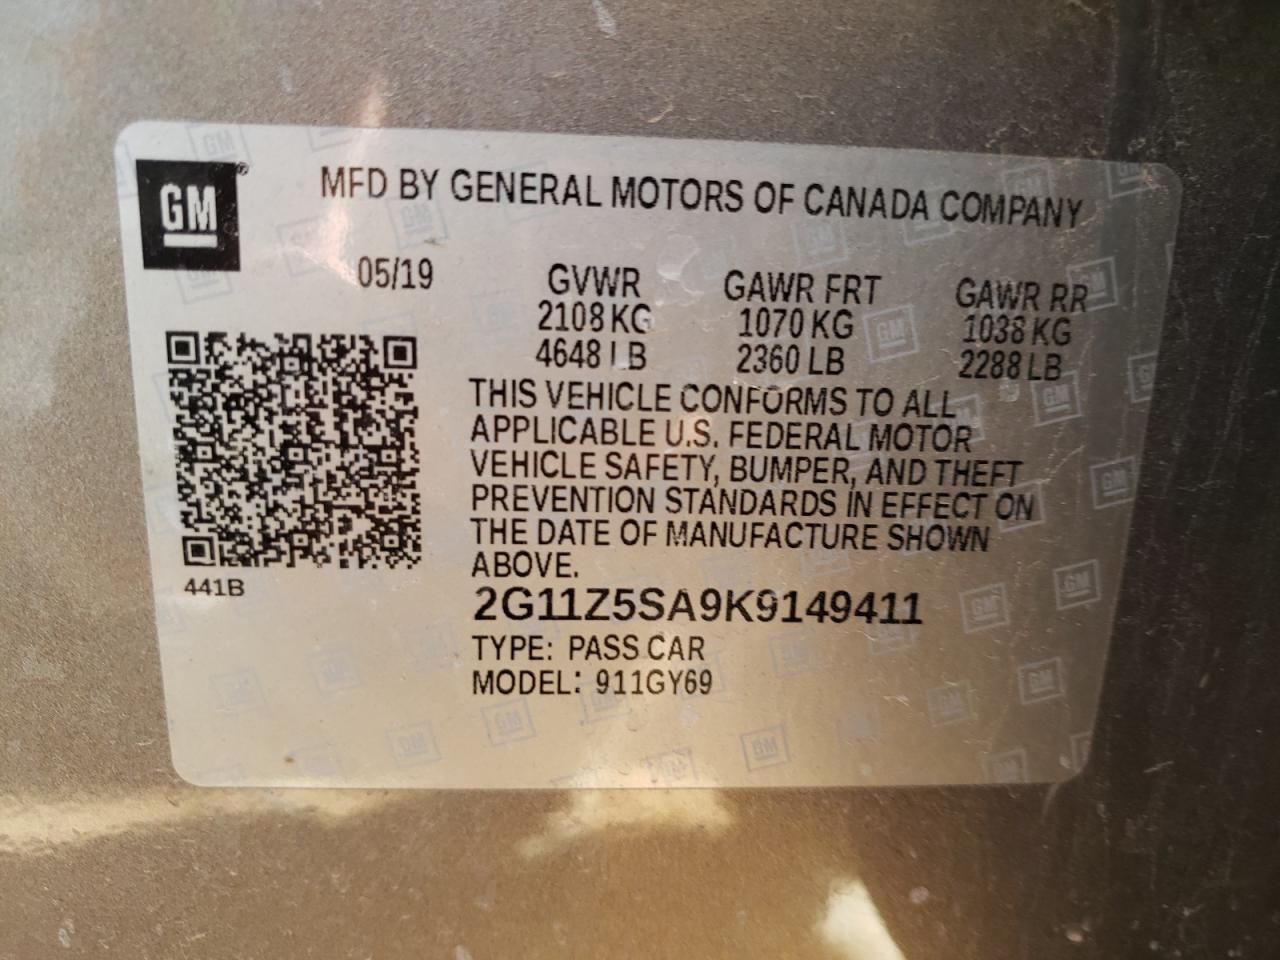 GM
MFD BY GENERAL MOTORS OF CANADA COMPANY
05/19
GVWR GAWR FRT GAWR RR
2108 KG 1070 KG 1038 KG
4648 LB 2360 LB 2288 LB
THIS VEHICLE CONFORMS TO ALL
APPLICABLE U.S. FEDERAL MOTOR
VEHICLE SAFETY, BUMPER, AND THEFT
PREVENTION STANDARDS IN EFFECT ON
THE DATE OF MANUFACTURE SHOWN
ABOVE.
441B
2G11Z5SA9K9149411
TYPE: PASS CAR
MODEL: 911GY69